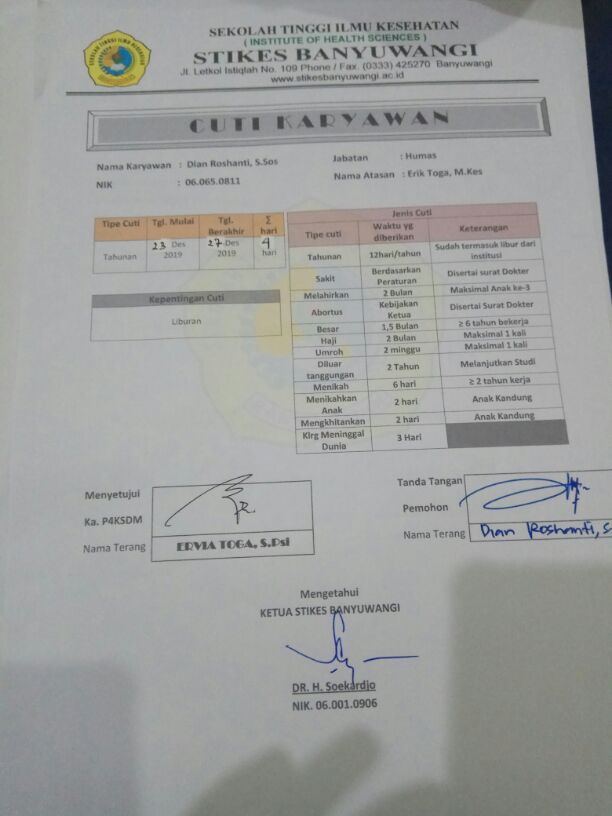 SEKOLAH TINGGI ILMU KESEHATAN
( INSTITUTE OF HEALTH SCIENCES )
STIKES BANYUWANGI
Jl. Letkol Istiqlah No. 109 Phone / Fax. (0333) 425270 Banyuwangi
www.stikesbanyuwangi.ac.id
CUTI KARYAWAN
Nama Karyawan : Dian Roshanti, S.Sos
NIK : 06.065.0811
Jabatan : Humas
Nama Atasan : Erik Toga, M.Kes
Tipe Cuti Tgl. Mulai Tgl. Berakhir Σ hari
Tahunan 23 Des 2019 27 Des 2019 4 hari
Kepentingan Cuti
Liburan
Jenis Cuti
Tipe cuti Waktu yg diberikan Keterangan
Tahunan 12hari/tahun Sudah termasuk libur dari institusi
Sakit Berdasarkan Peraturan Disertai surat Dokter
Melahirkan 2 Bulan Maksimal Anak ke-3
Abortus Kebijakan Ketua Disertai Surat Dokter
Besar 1,5 Bulan ≥ 6 tahun bekerja
Haji 2 Bulan Maksimal 1 kali
Umroh 2 minggu Maksimal 1 kali
Diluar tanggungan 2 Tahun Melanjutkan Studi
Menikah 6 hari ≥ 2 tahun kerja
Menikahkan Anak 2 hari Anak Kandung
Mengkhitankan 2 hari Anak Kandung
Klrg Meninggal Dunia 3 Hari
Menyetujui
Ka. P4KSDM
Nama Terang ERVIA TOGA, S.Psi
Tanda Tangan
Pemohon
Nama Terang Dian Roshanti, S
Mengetahui
KETUA STIKES BANYUWANGI
DR. H. Soekardjo
NIK. 06.001.0906